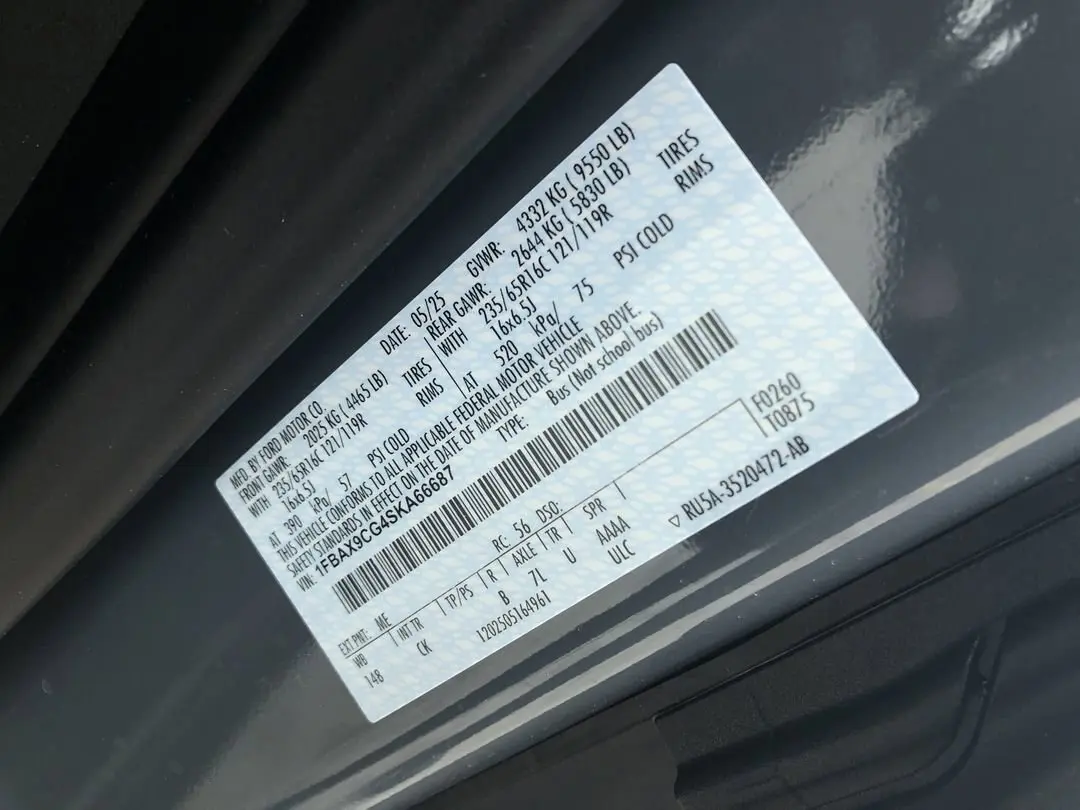 MFD. BY FORD MOTOR CO.
DATE: 05/25 GVWR: 4332 KG ( 9550 LB)
FRONT GAWR: 2025 KG ( 4465 LB) REAR GAWR: 2644 KG ( 5830 LB)
WITH 235/65R16C 121/119R TIRES WITH 235/65R16C 121/119R TIRES
16x6.5J RIMS 16x6.5J RIMS
AT 390 kPa/ 57 PSI COLD AT 520 kPa/ 75 PSI COLD
THIS VEHICLE CONFORMS TO ALL APPLICABLE FEDERAL MOTOR VEHICLE
SAFETY STANDARDS IN EFFECT ON THE DATE OF MANUFACTURE SHOWN ABOVE.
VIN: 1FBAX9CG4SKA66687 TYPE: Bus (Not school bus)
EXT PNT: ME RC: 56 DSO: F0260
WB INT TR TP/PS R AXLE TR SPR T0875
148 CK B 7L U AAAA
1202505164961 ULC
▽ RU5A-3520472-AB